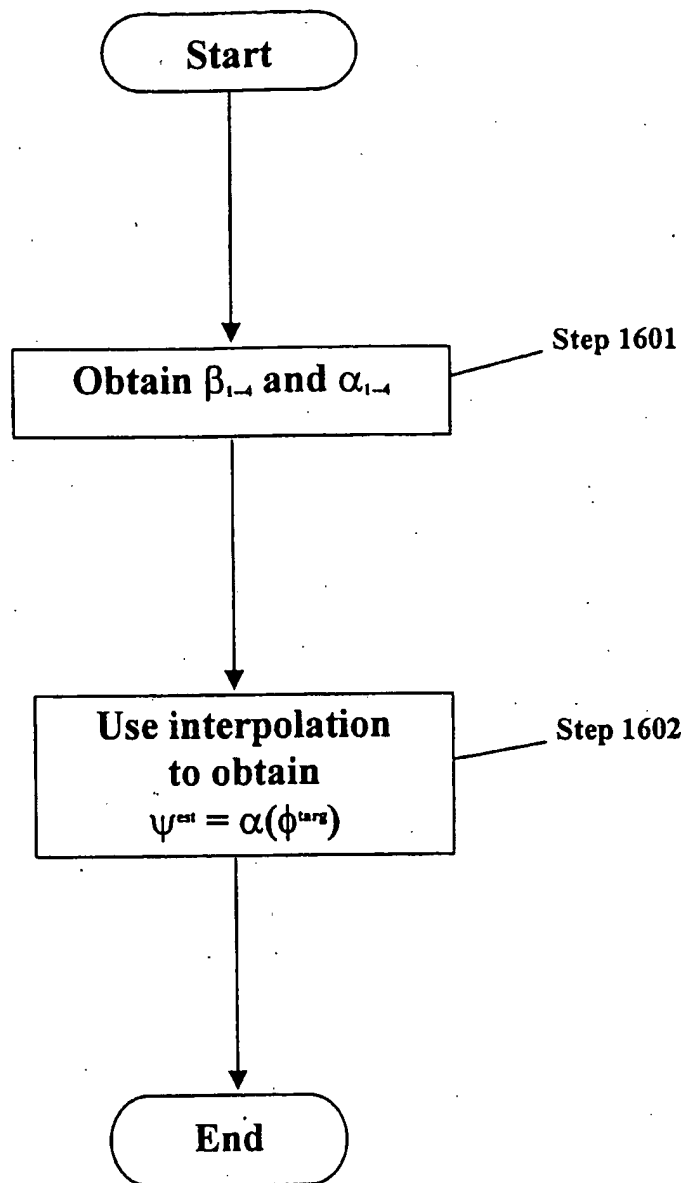 Start
Step 1601
Obtain β₁₋₄ and α₁₋₄
Use interpolation
to obtain
ψᵉˢᵗ = α(ϕᵗᵃʳᵍ)
Step 1602
End